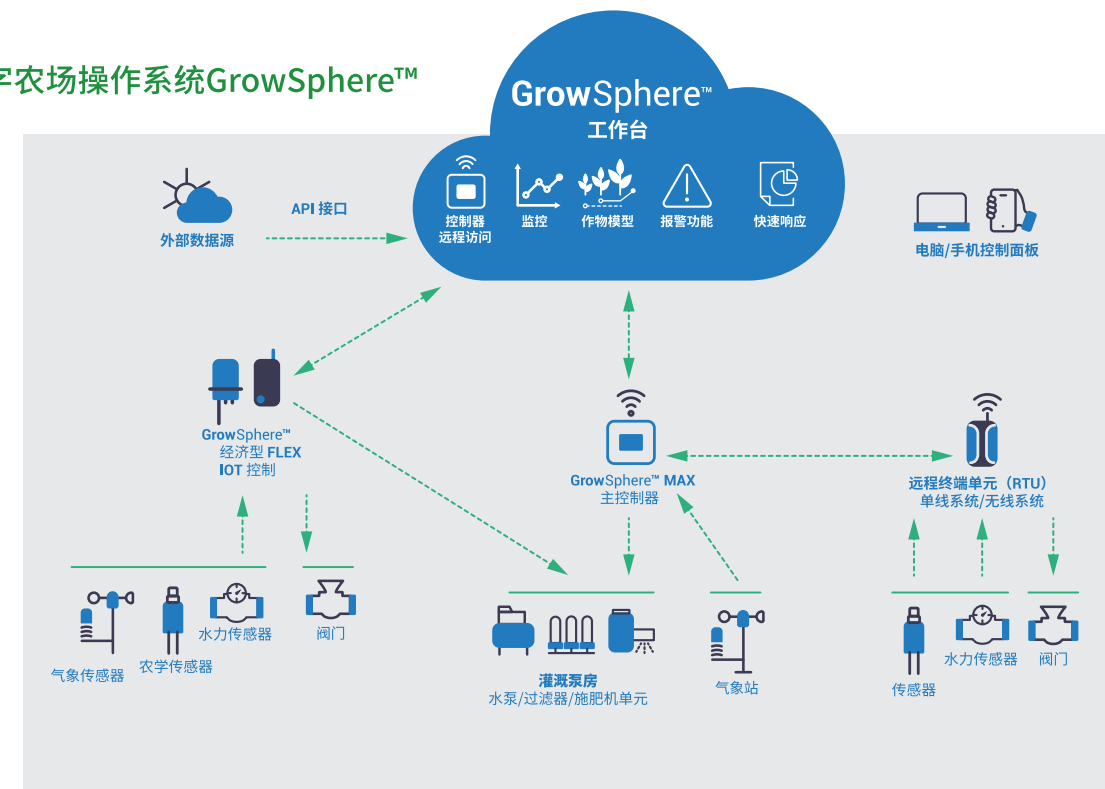 农场操作系统GrowSphere™
GrowSphere™
工作台
控制器
远程访问
监控
作物模型
报警功能
快速响应
API 接口
外部数据源
电脑/手机控制面板
GrowSphere™
经济型 FLEX
IOT 控制
GrowSphere™ MAX
主控制器
远程终端单元（RTU）
单线系统/无线系统
气象传感器
农学传感器
水力传感器
阀门
灌溉泵房
水泵/过滤器/施肥机单元
气象站
传感器
水力传感器
阀门